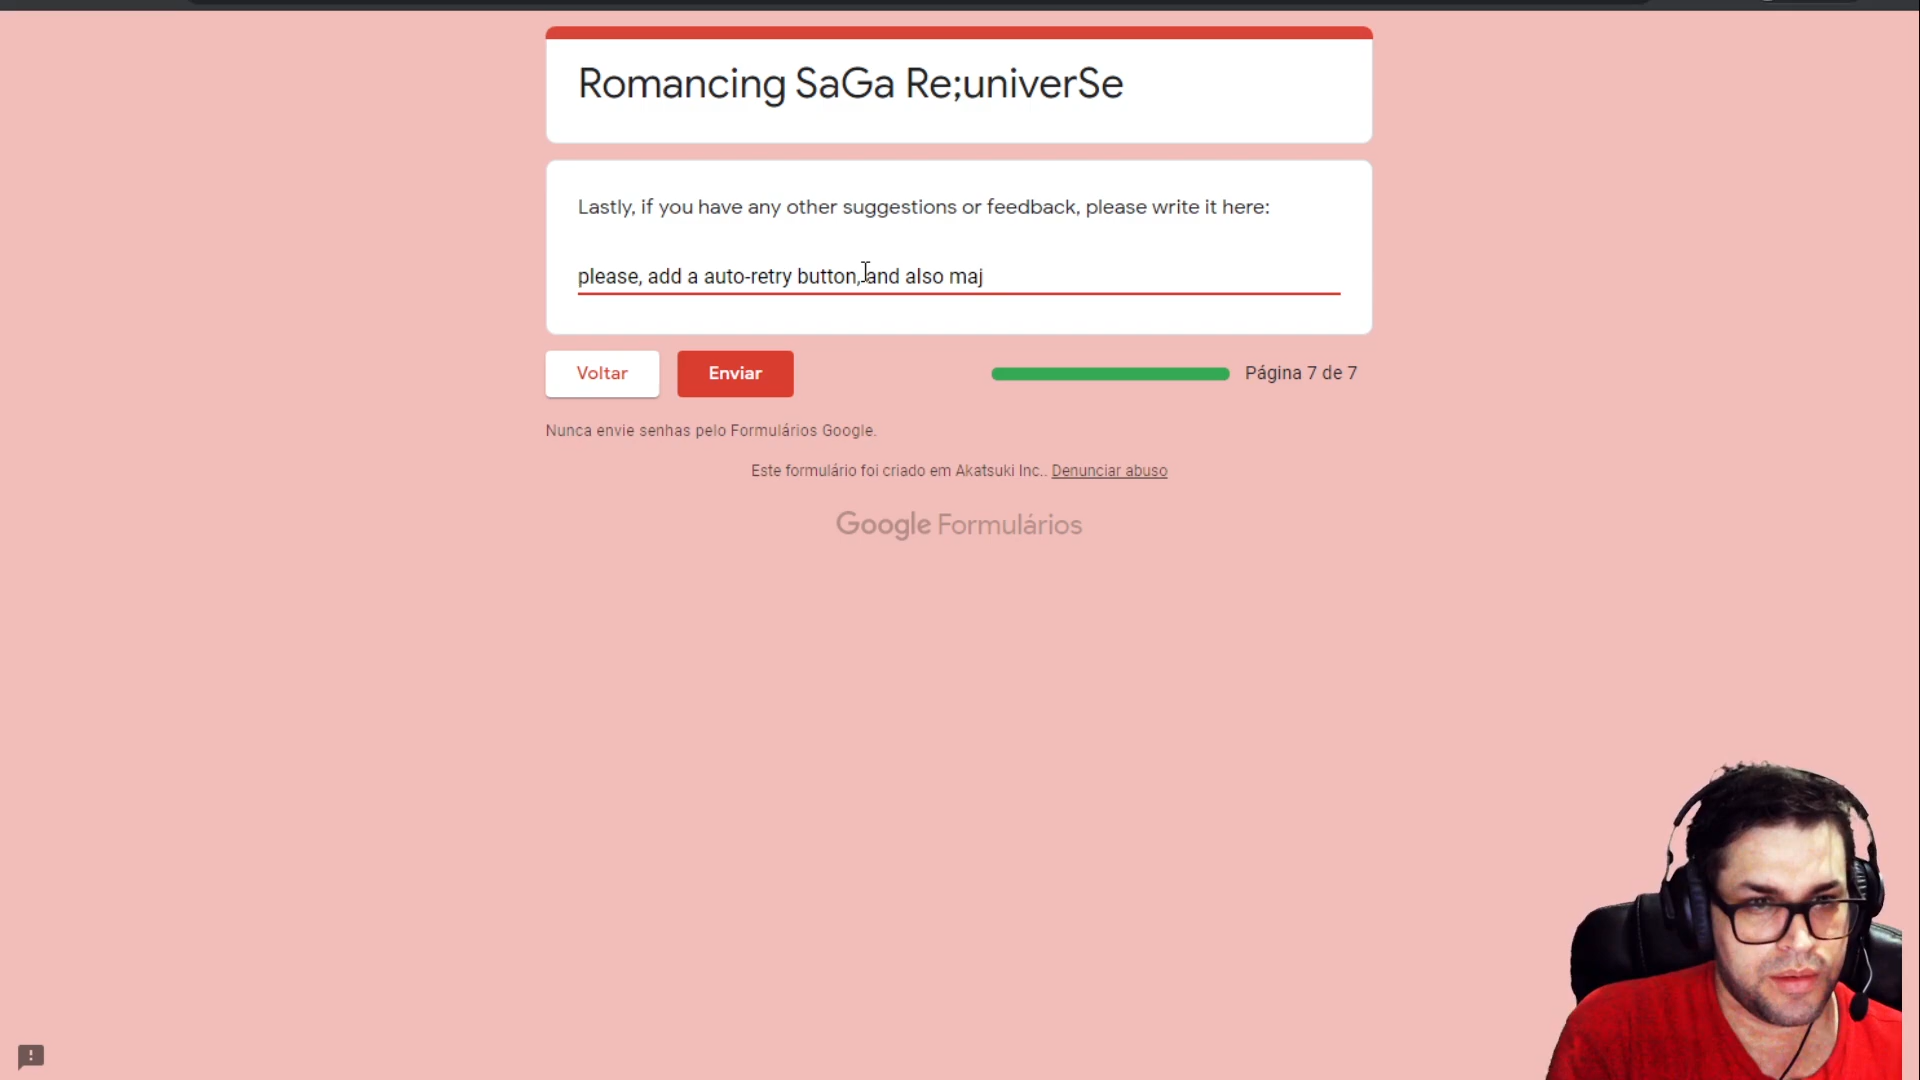 Romancing SaGa Re;univerSe
Lastly, if you have any other suggestions or feedback, please write it here:
please, add a auto-retry button, and also maj
Voltar
Enviar
Página 7 de 7
Nunca envie senhas pelo Formulários Google.
Este formulário foi criado em Akatsuki Inc.. Denunciar abuso
Google Formulários